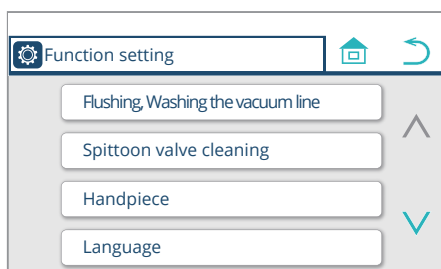 Function setting
Flushing, Washing the vacuum line
Spittoon valve cleaning
Handpiece
Language